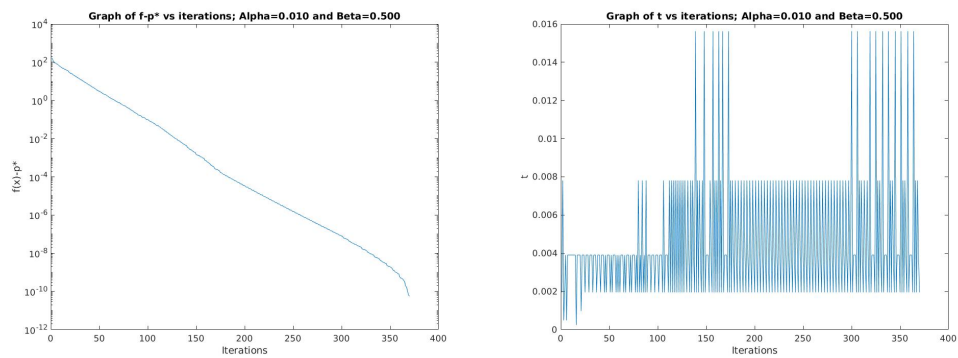 Graph of f-p* vs iterations; Alpha=0.010 and Beta=0.500
10^4
10^2
10^0
10^-2
10^-4
10^-6
10^-8
10^-10
10^-12
f(x)-p*
0 50 100 150 200 250 300 350 400
Iterations
Graph of t vs iterations; Alpha=0.010 and Beta=0.500
0.016
0.014
0.012
0.01
0.008
0.006
0.004
0.002
0
t
0 50 100 150 200 250 300 350 400
Iterations